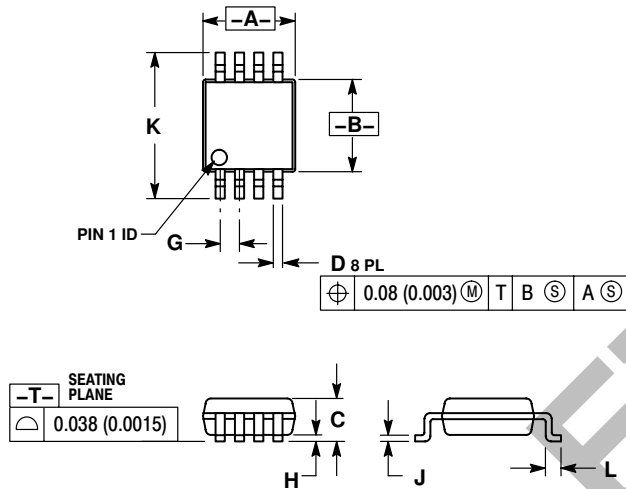 –A–
K
–B–
PIN 1 ID
G
D 8 PL
⌖ 0.08 (0.003) Ⓜ T B Ⓢ A Ⓢ
–T– SEATING
PLANE
⌓ 0.038 (0.0015)
C
H
J
L